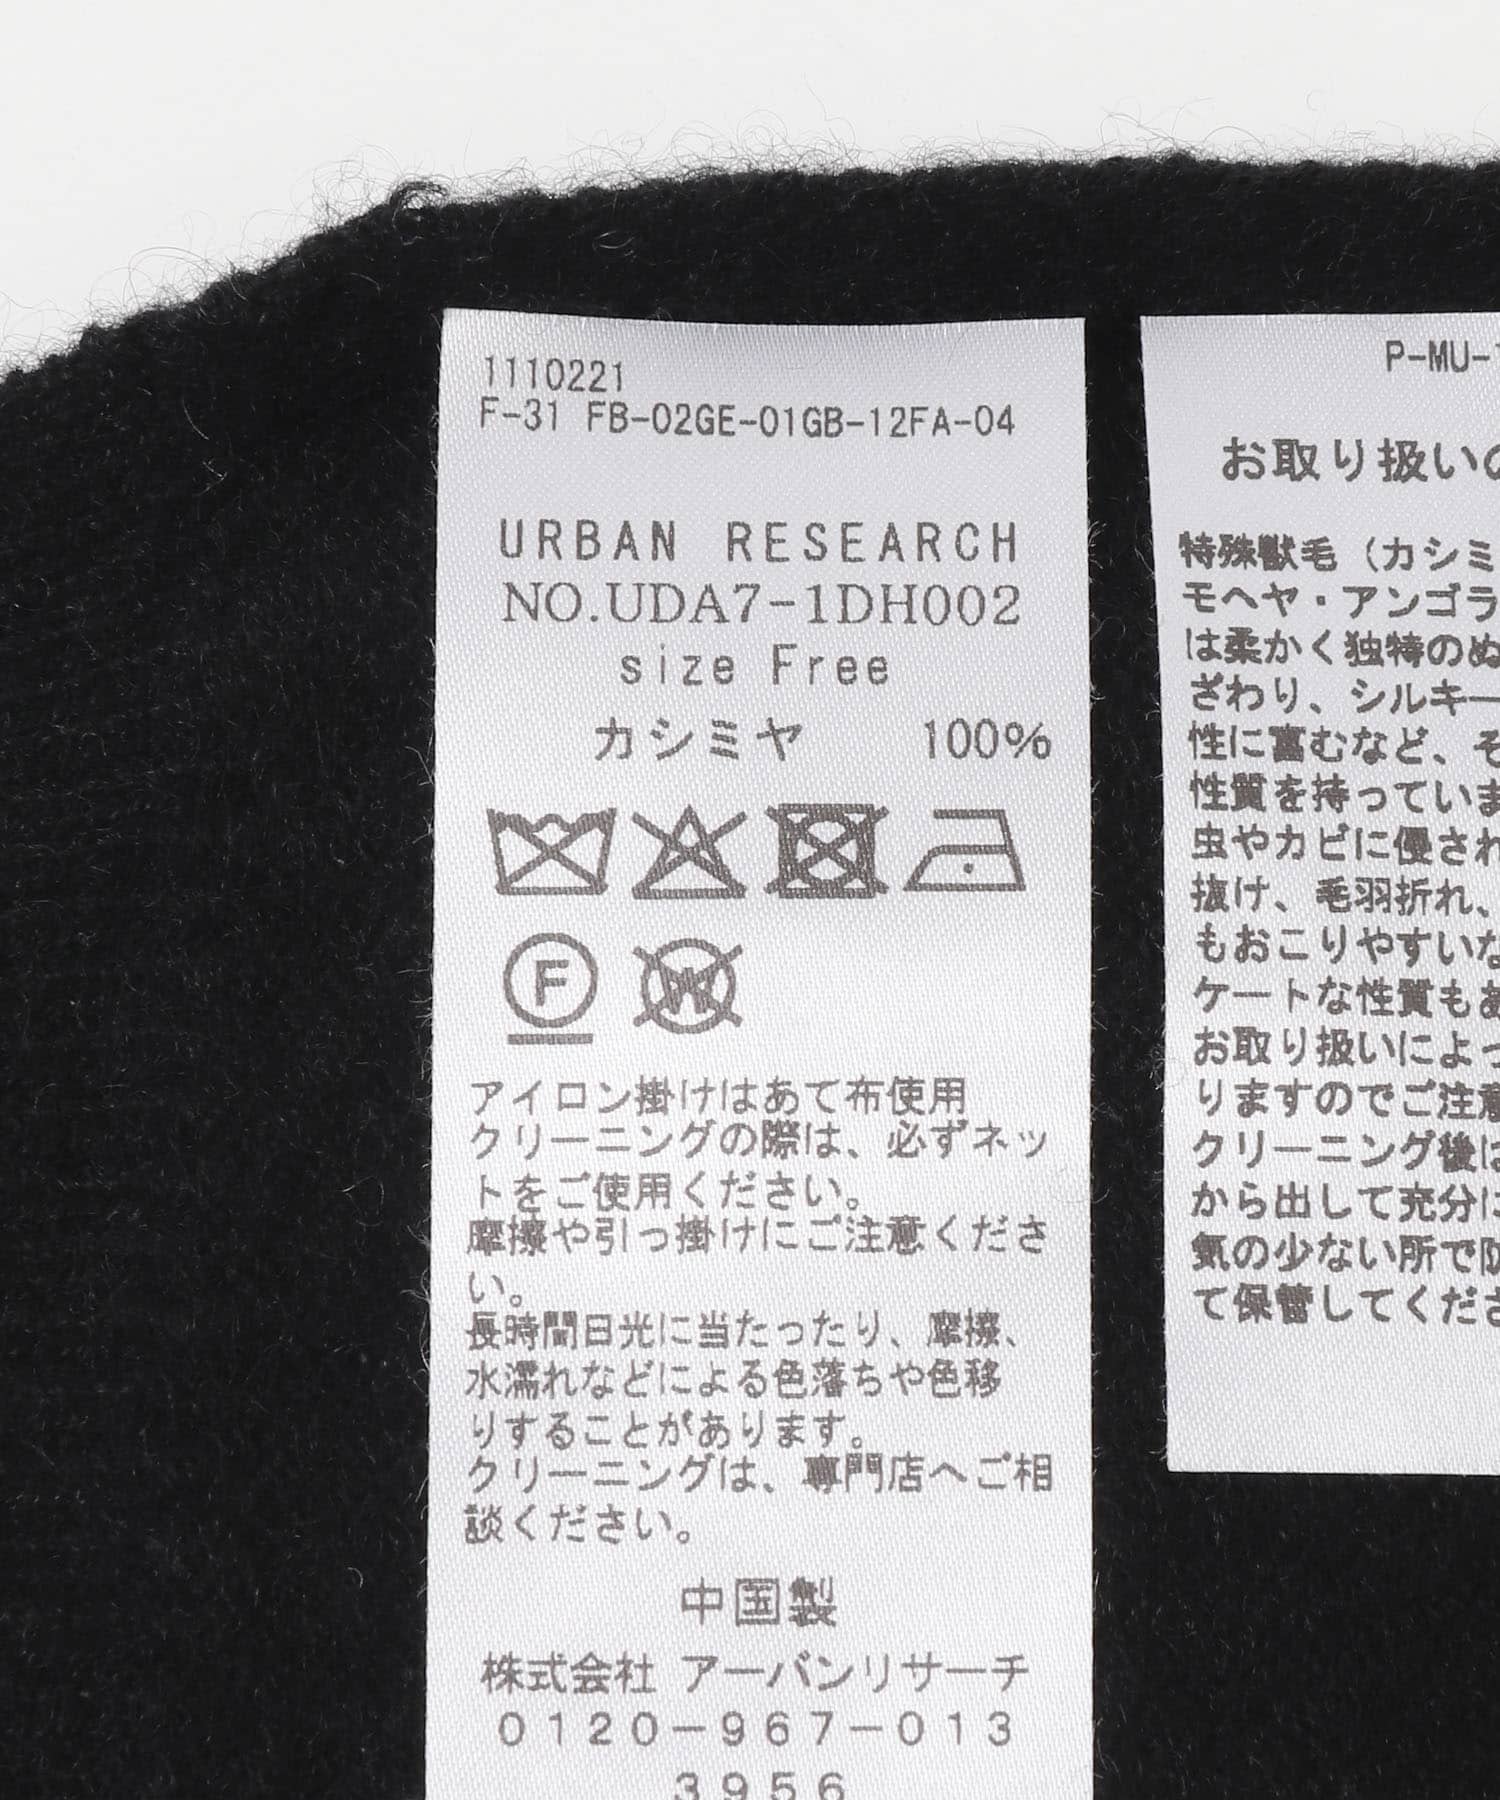 1110221
F-31 FB-02GE-01GB-12FA-04
URBAN RESEARCH
NO.UDA7-1DH002
size Free
カシミヤ 100%
F
W
アイロン掛けはあて布使用
クリーニングの際は、必ずネッ
トをご使用ください。
摩擦や引っ掛けにご注意くださ
い。
長時間日光に当たったり、摩擦、
水濡れなどによる色落ちや色移
りすることがあります。
クリーニングは、専門店へご相
談ください。
中国製
株式会社 アーバンリサーチ
0120-967-013
3956
P-MU-
お取り扱いの
特殊獣毛（カシミ
モヘヤ・アンゴラ
は柔かく独特のぬ
ざわり、シルキー
性に富むなど、そ
性質を持っていま
虫やカビに侵され
抜け、毛羽折れ、
もおこりやすいな
ケートな性質もあ
お取り扱いによっ
りますのでご注意
クリーニング後は
から出して充分に
気の少ない所で防
て保管してくださ